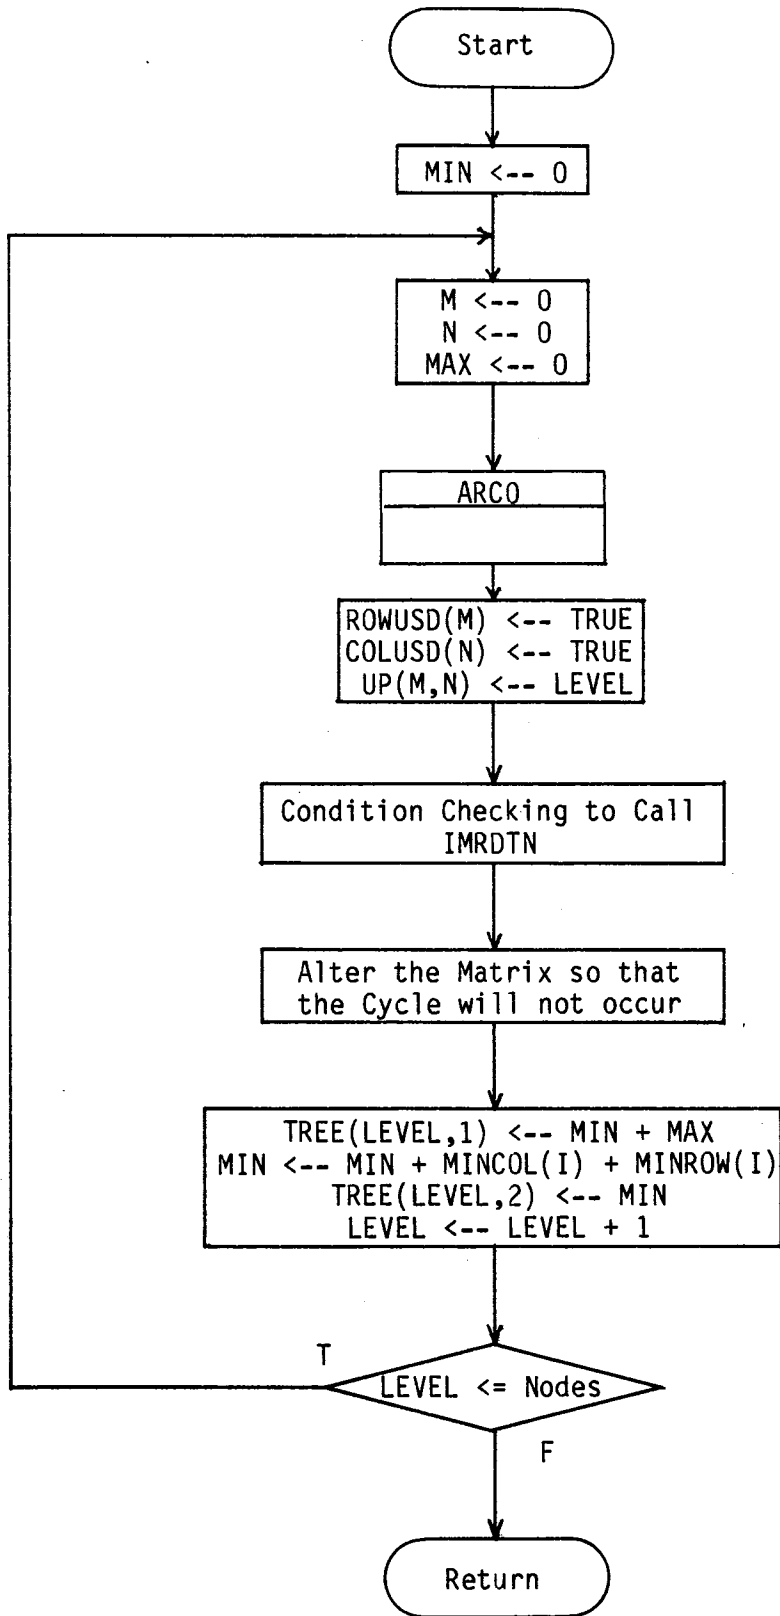 Start
MIN <-- 0
M <-- 0
N <-- 0
MAX <-- 0
ARCO
ROWUSD(M) <-- TRUE
COLUSD(N) <-- TRUE
UP(M,N) <-- LEVEL
Condition Checking to Call
IMRDTN
Alter the Matrix so that
the Cycle will not occur
TREE(LEVEL,1) <-- MIN + MAX
MIN <-- MIN + MINCOL(I) + MINROW(I)
TREE(LEVEL,2) <-- MIN
LEVEL <-- LEVEL + 1
T
LEVEL <= Nodes
F
Return